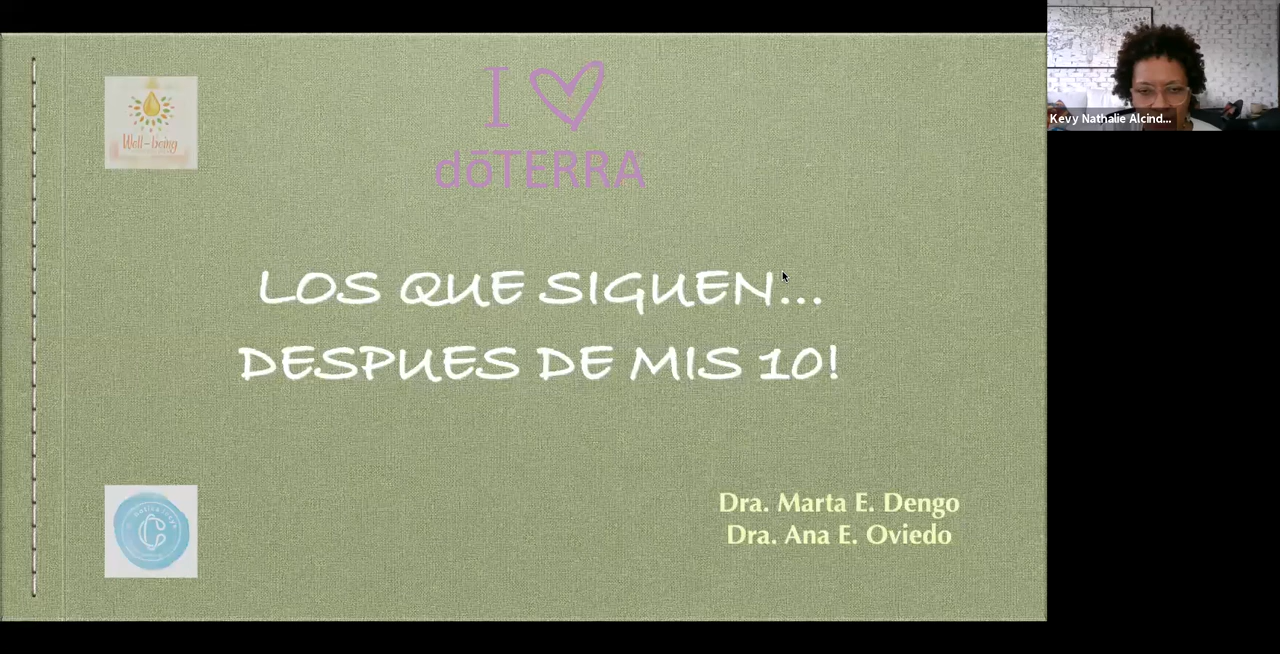 I ♡
dōTERRA
Well-being
LOS QUE SIGUEN...
DESPUES DE MIS 10!
Dra. Marta E. Dengo
Dra. Ana E. Oviedo
Kevy Nathalie Alcind...